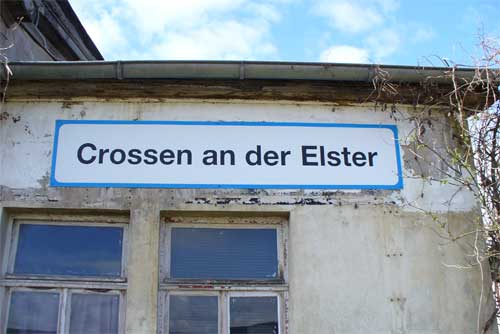 Crossen an der Elster